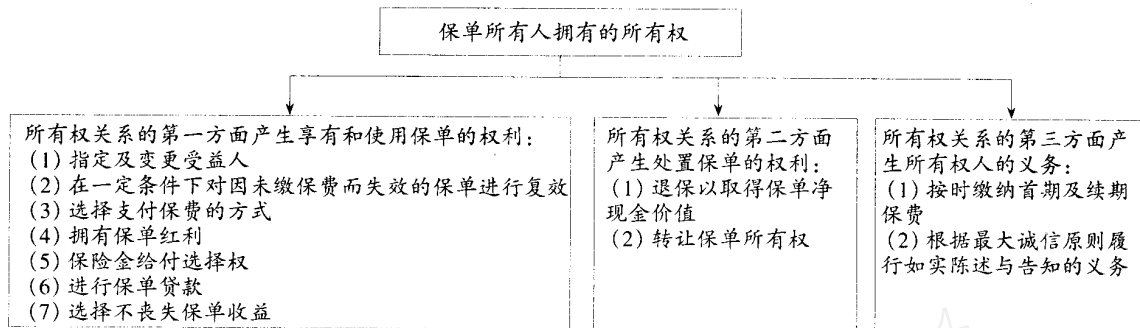 保单所有人拥有的所有权
所有权关系的第一方面产生享有和使用保单的权利：
(1) 指定及变更受益人
(2) 在一定条件下对因未缴保费而失效的保单进行复效
(3) 选择支付保费的方式
(4) 拥有保单红利
(5) 保险金给付选择权
(6) 进行保单贷款
(7) 选择不丧失保单收益
所有权关系的第二方面
产生处置保单的权利：
(1) 退保以取得保单净
现金价值
(2) 转让保单所有权
所有权关系的第三方面产
生所有权人的义务：
(1) 按时缴纳首期及续期
保费
(2) 根据最大诚信原则履
行如实陈述与告知的义务